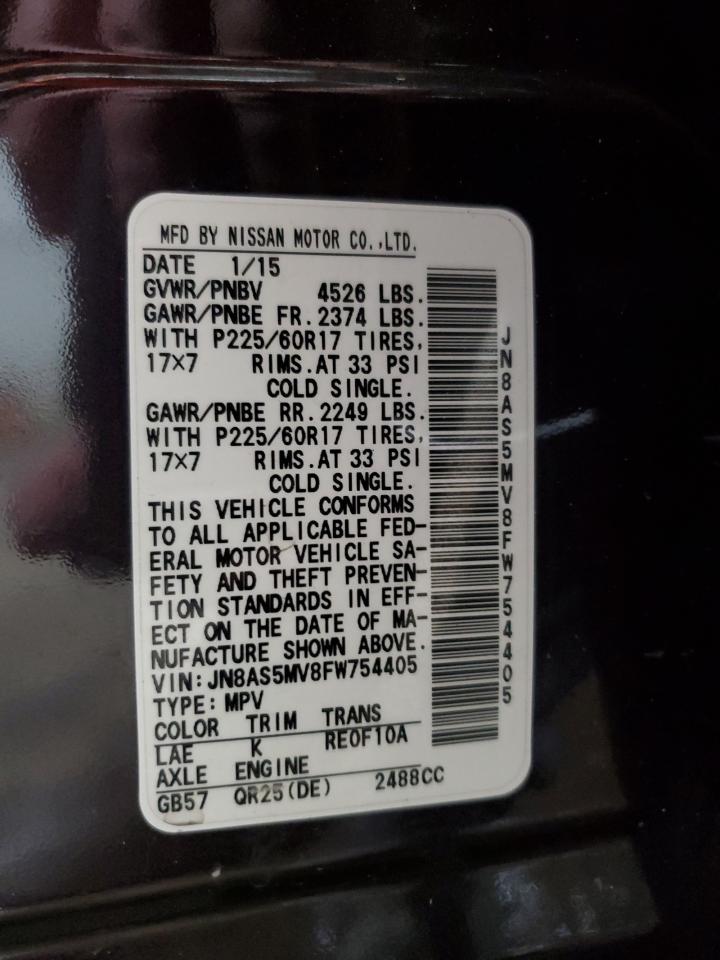 MFD BY NISSAN MOTOR CO.,LTD.
DATE 1/15
GVWR/PNBV 4526 LBS.
GAWR/PNBE FR.2374 LBS.
WITH P225/60R17 TIRES,
17X7 RIMS.AT 33 PSI
COLD SINGLE.
GAWR/PNBE RR.2249 LBS.
WITH P225/60R17 TIRES,
17X7 RIMS.AT 33 PSI
COLD SINGLE.
THIS VEHICLE CONFORMS
TO ALL APPLICABLE FED-
ERAL MOTOR VEHICLE SA-
FETY AND THEFT PREVEN-
TION STANDARDS IN EFF-
ECT ON THE DATE OF MA-
NUFACTURE SHOWN ABOVE.
VIN:JN8AS5MV8FW754405
TYPE:MPV
COLOR TRIM TRANS
LAE K RE0F10A
AXLE ENGINE
GB57 QR25(DE) 2488CC
JN8AS5MV8FW754405